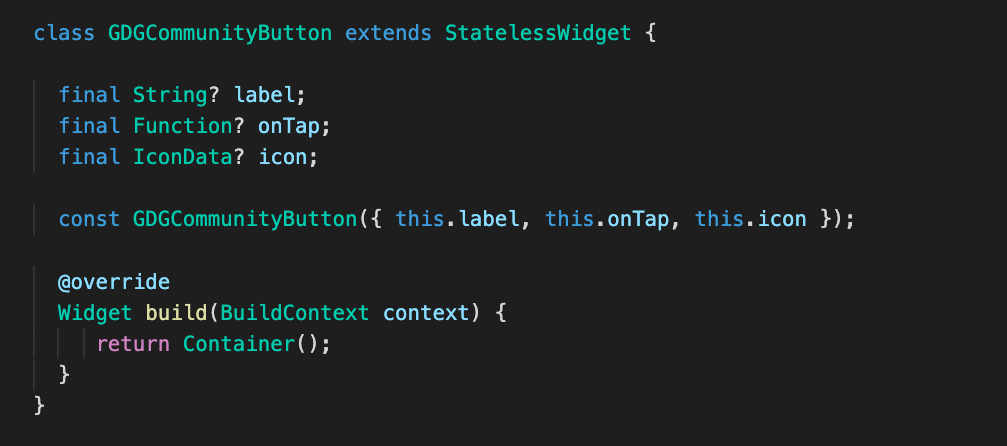 class GDGCommunityButton extends StatelessWidget {
final String? label;
final Function? onTap;
final IconData? icon;
const GDGCommunityButton({ this.label, this.onTap, this.icon });
@override
Widget build(BuildContext context) {
return Container();
}
}